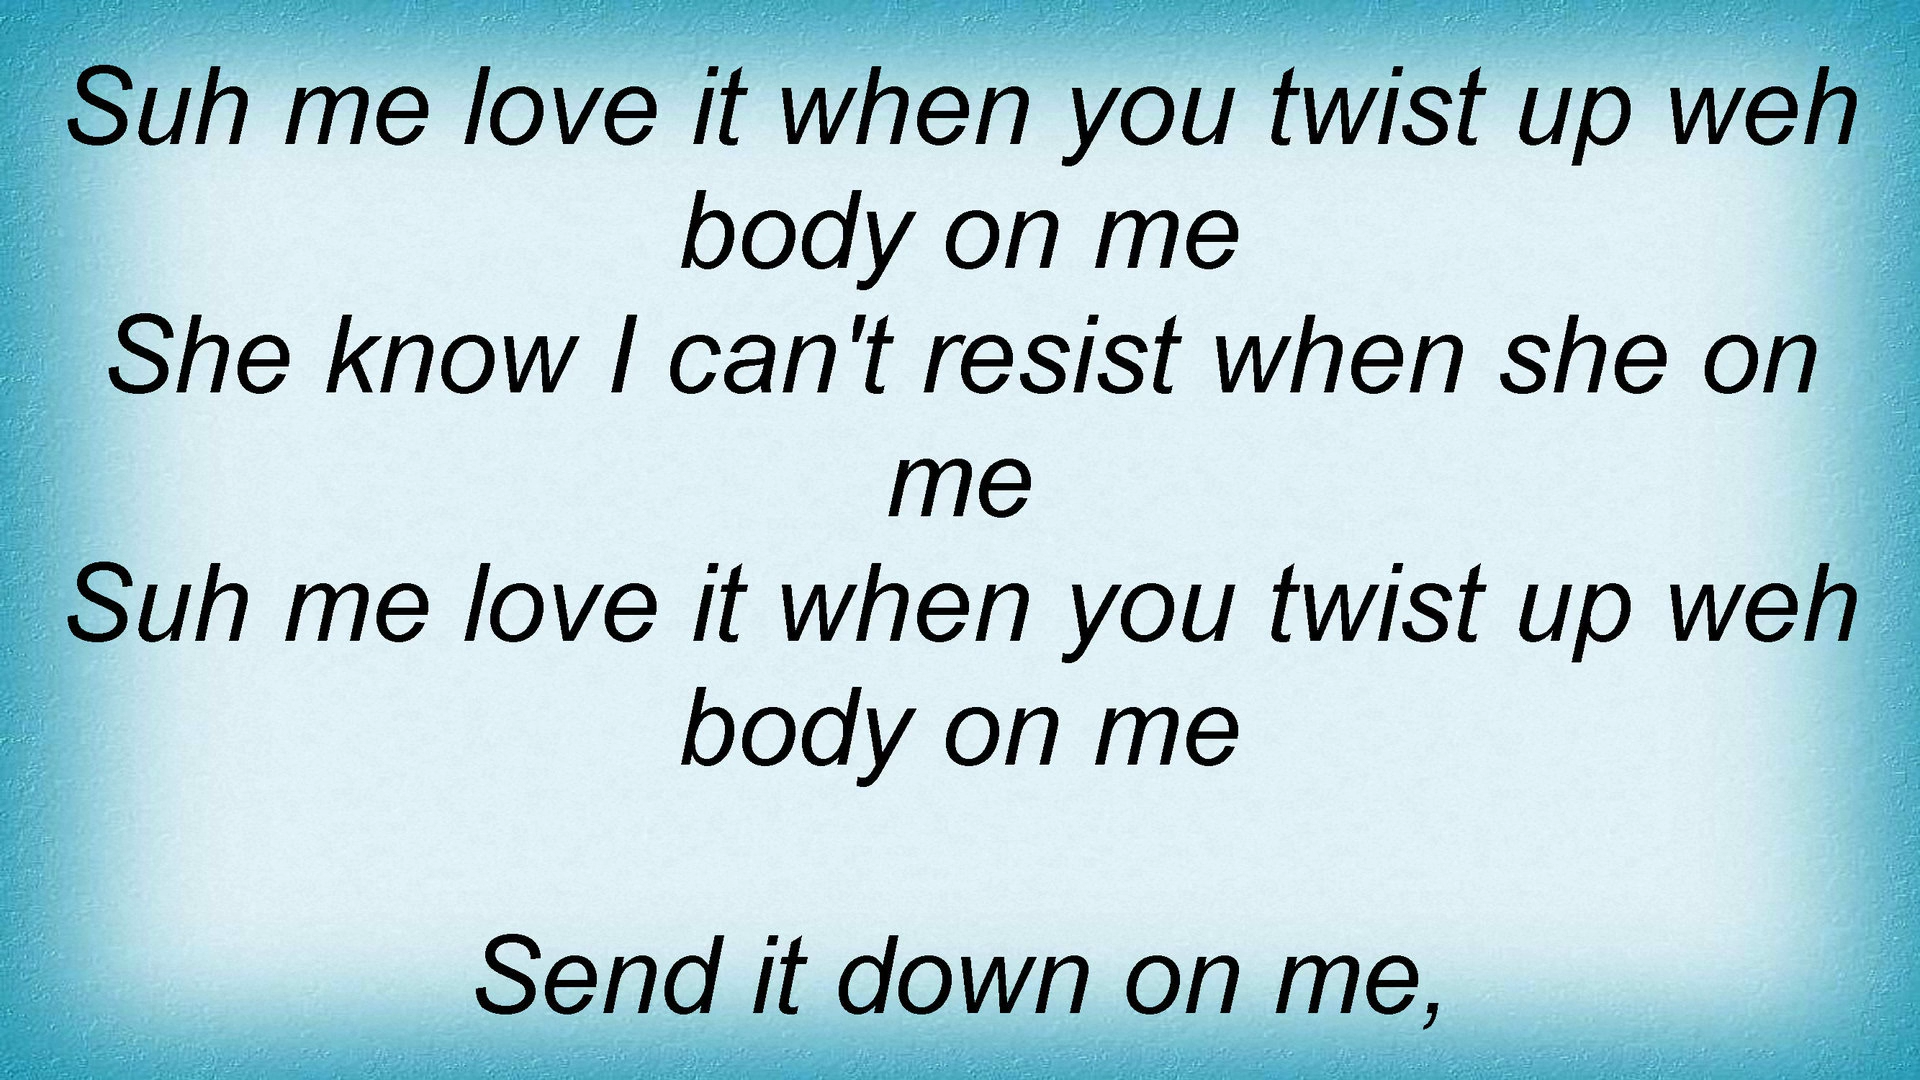 Suh me love it when you twist up weh
body on me
She know I can't resist when she on
me
Suh me love it when you twist up weh
body on me
Send it down on me,